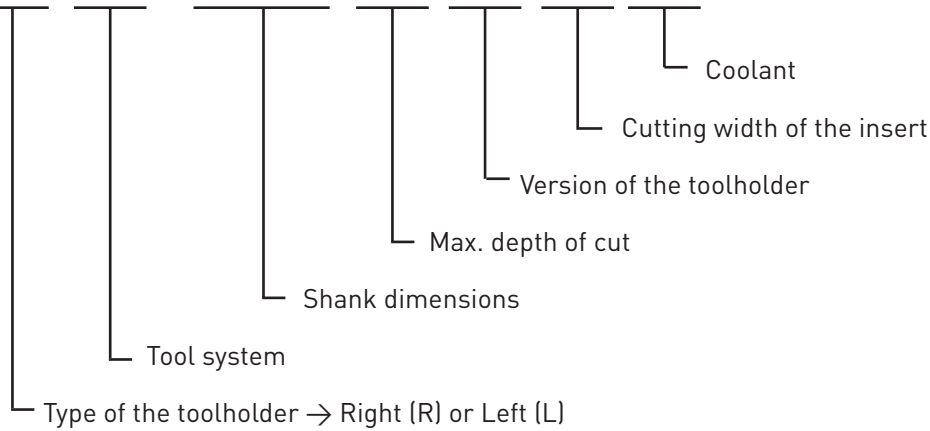 Coolant
Cutting width of the insert
Version of the toolholder
Max. depth of cut
Shank dimensions
Tool system
Type of the toolholder → Right (R) or Left (L)